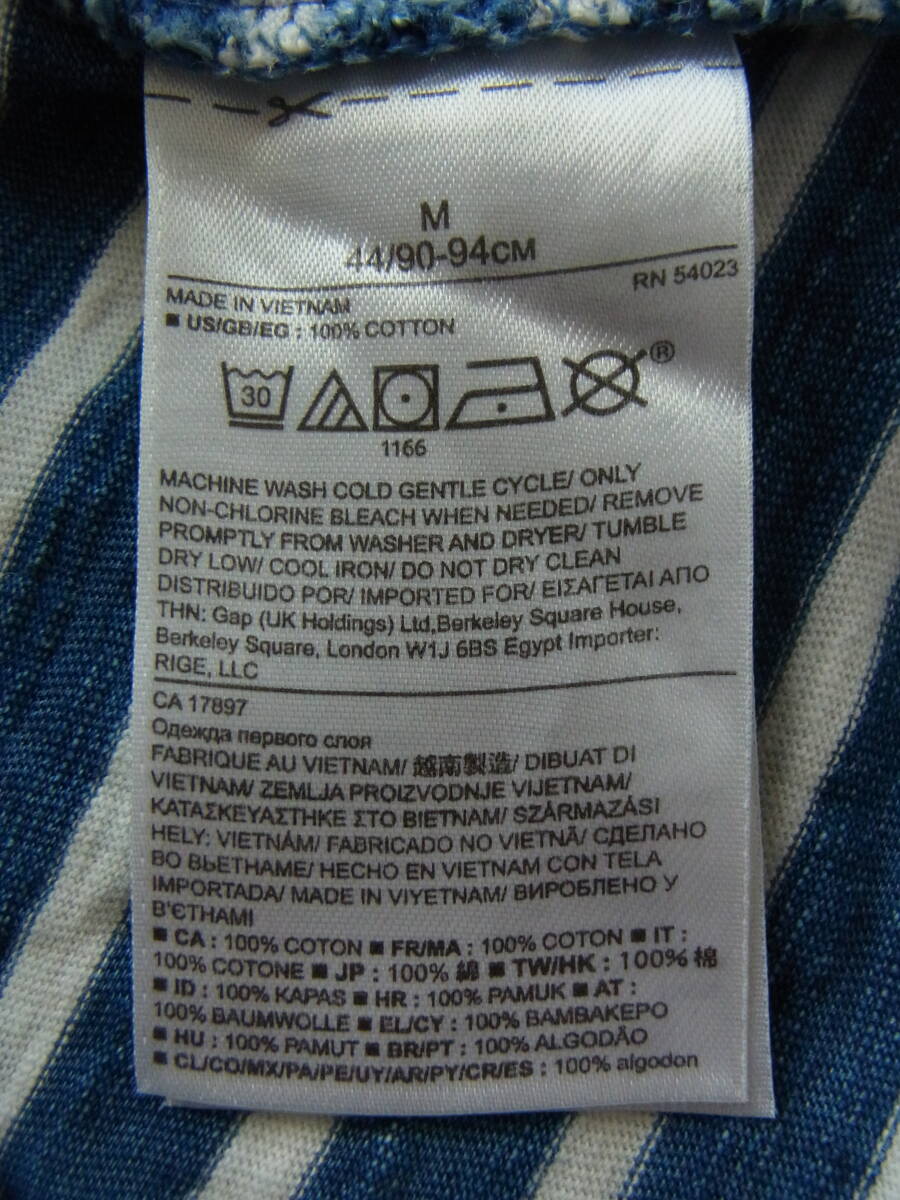 M
44/90-94CM
RN 54023
MADE IN VIETNAM
■ US/GB/EG : 100% COTTON
30
®
1166
MACHINE WASH COLD GENTLE CYCLE/ ONLY
NON-CHLORINE BLEACH WHEN NEEDED/ REMOVE
PROMPTLY FROM WASHER AND DRYER/ TUMBLE
DRY LOW/ COOL IRON/ DO NOT DRY CLEAN
DISTRIBUIDO POR/ IMPORTED FOR/ ΕΙΣΑΓΕΤΑΙ ΑΠΟ
ΤΗΝ: Gap (UK Holdings) Ltd,Berkeley Square House,
Berkeley Square, London W1J 6BS Egypt Importer:
RIGE, LLC
CA 17897
Одежда первого слоя
FABRIQUE AU VIETNAM/ 越南製造/ DIBUAT DI
VIETNAM/ ZEMLJA PROIZVODNJE VIJETNAM/
ΚΑΤΑΣΚΕΥΑΣΤΗΚΕ ΣΤΟ ΒΙΕΤΝΑΜ/ SZÁRMAZÁSI
HELY: VIETNÁM/ FABRICADO NO VIETNÃ/ СДЕЛАНО
ВО ВЬЕТНАМЕ/ HECHO EN VIETNAM CON TELA
IMPORTADA/ MADE IN VIYETNAM/ ВИРОБЛЕНО У
В'ЄТНАМІ
■ CA : 100% COTON ■ FR/MA : 100% COTON ■ IT :
100% COTONE ■ JP : 100% 綿 ■ TW/HK : 100% 棉
■ ID : 100% KAPAS ■ HR : 100% PAMUK ■ AT :
100% BAUMWOLLE ■ EL/CY : 100% ΒΑΜΒΑΚΕΡΟ
■ HU : 100% PAMUT ■ BR/PT : 100% ALGODÃO
■ CL/CO/MX/PA/PE/UY/AR/PY/CR/ES : 100% algodon